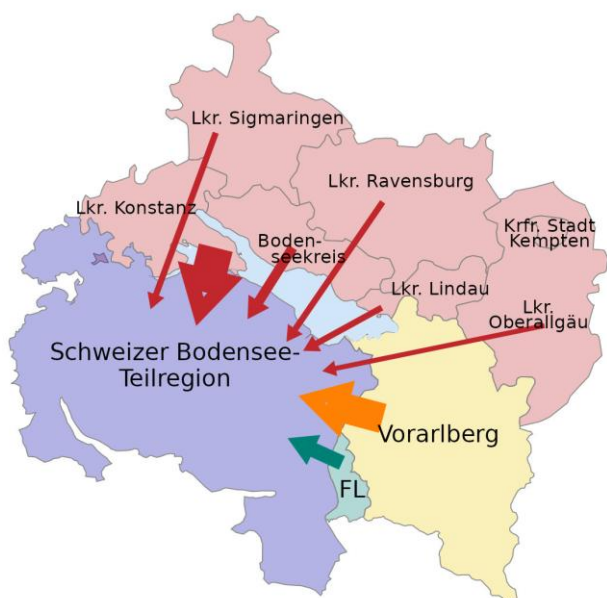 Lkr. Sigmaringen
Lkr. Ravensburg
Lkr. Konstanz
Krfr. Stadt
Kempten
Boden-
seekreis
Lkr. Lindau
Lkr.
Oberallgäu
Schweizer Bodensee-
Teilregion
Vorarlberg
FL